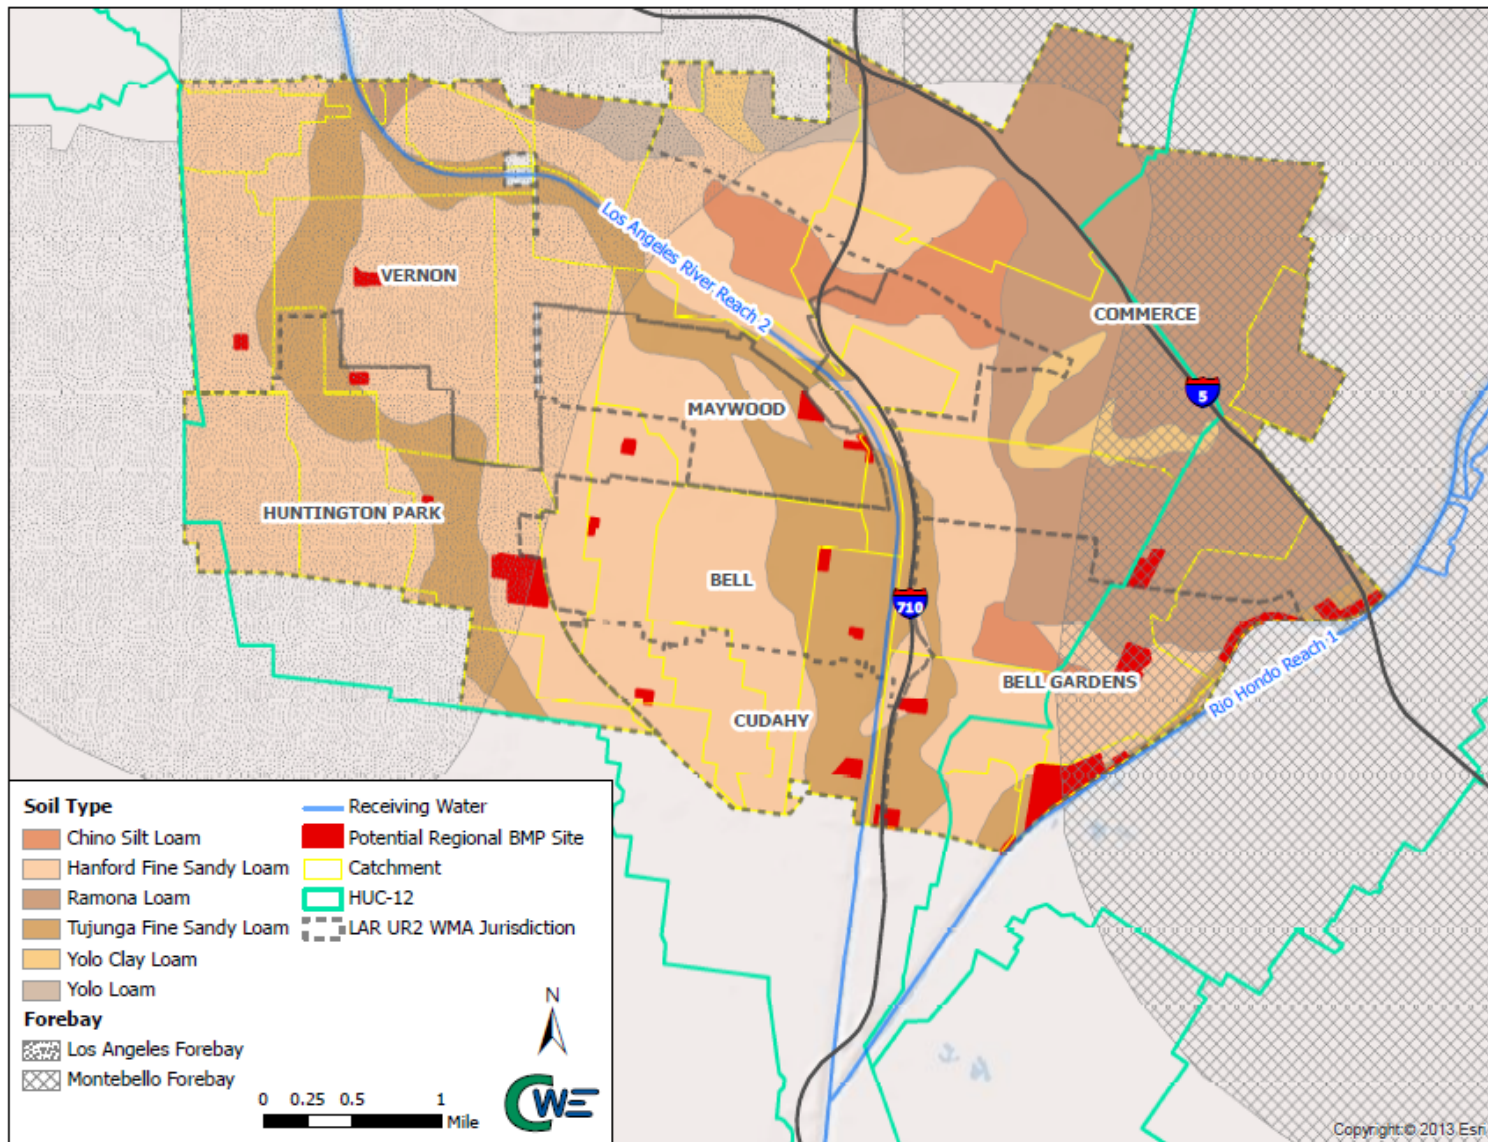 VERNON
Los Angeles River Reach 2
COMMERCE
5
MAYWOOD
HUNTINGTON PARK
BELL
710
BELL GARDENS
Rio Hondo Reach 1
CUDAHY
Soil Type
Chino Silt Loam
Hanford Fine Sandy Loam
Ramona Loam
Tujunga Fine Sandy Loam
Yolo Clay Loam
Yolo Loam
Forebay
Los Angeles Forebay
Montebello Forebay
Receiving Water
Potential Regional BMP Site
Catchment
HUC-12
LAR UR2 WMA Jurisdiction
N
0 0.25 0.5 1
Mile
CWE
Copyright:© 2013 Esri